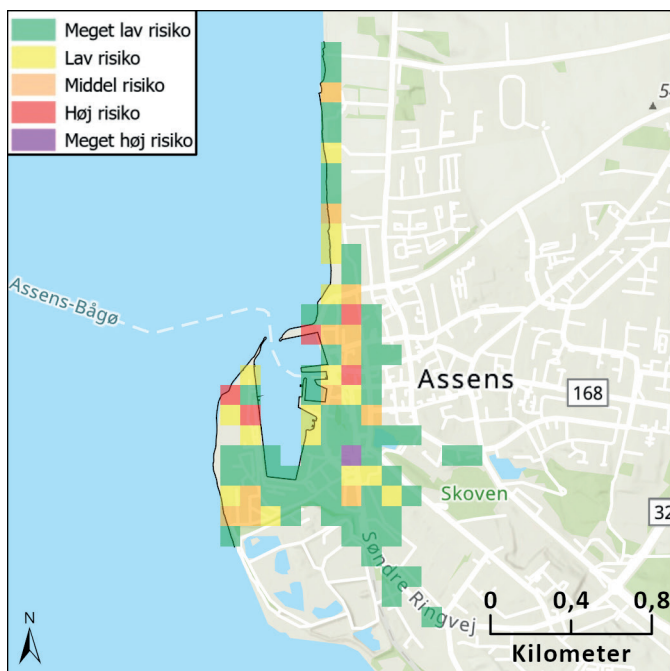 Meget lav risiko
Lav risiko
Middel risiko
Høj risiko
Meget høj risiko
Assens-Bågø
Assens
168
Skoven
Søndre Ringvej
0 0,4 0,8
Kilometer
N